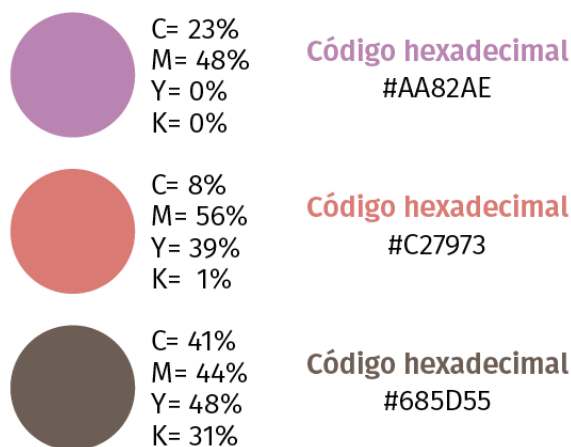 C= 23%
M= 48%
Y= 0%
K= 0%
Código hexadecimal
#AA82AE
C= 8%
M= 56%
Y= 39%
K= 1%
Código hexadecimal
#C27973
C= 41%
M= 44%
Y= 48%
K= 31%
Código hexadecimal
#685D55